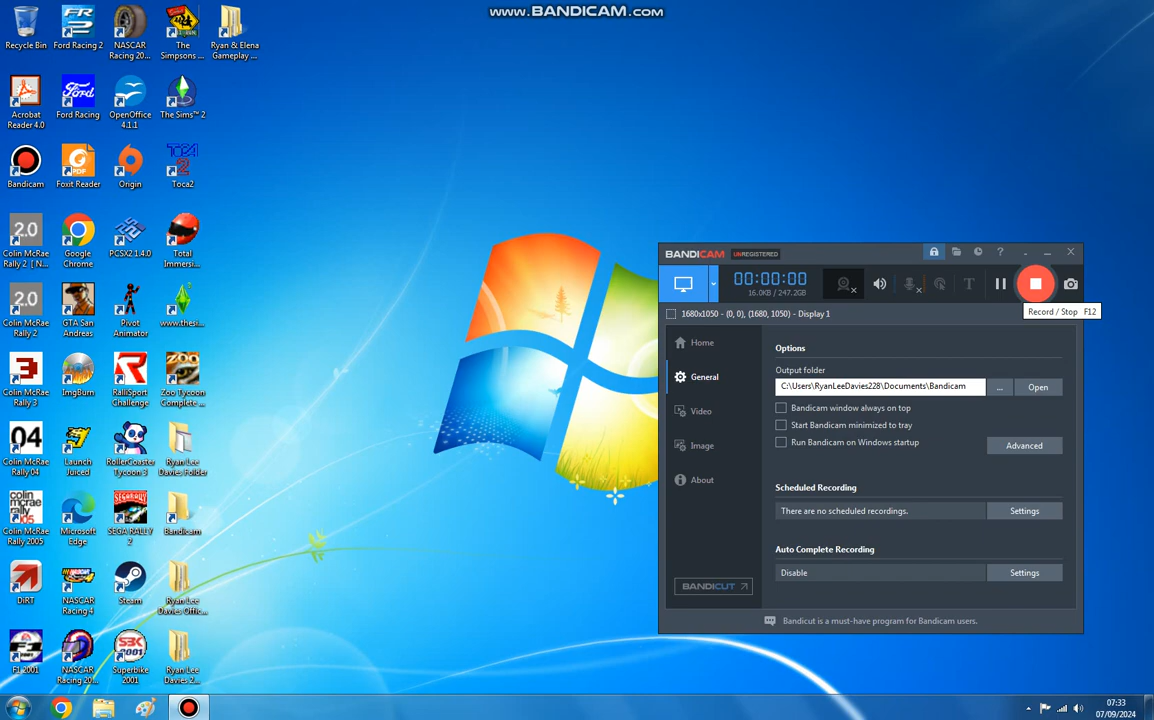 www.BANDICAM.com
Recycle Bin
Ford Racing 2
NASCAR
Racing 20...
The
Simpsons ...
Ryan & Elena
Gameplay ...
Acrobat
Reader 4.0
Ford Racing
OpenOffice
4.1.1
The Sims™ 2
Bandicam
Foxit Reader
Origin
Toca2
2.0
Colin McRae
Rally 2 [ N...
Google
Chrome
PCSX2 1.4.0
Total
Immersi...
2.0
Colin McRae
Rally 2
GTA San
Andreas
Pivot
Animator
www.thesi...
3
Colin McRae
Rally 3
ImgBurn
RalliSport
Challenge
Zoo Tycoon
Complete ...
04
Colin McRae
Rally 04
Launch
Juiced
RollerCoaster
Tycoon 3
Ryan Lee
Davies Folder
Colin McRae
Rally 2005
Microsoft
Edge
SEGA RALLY
2
Bandicam
DiRT
NASCAR
Racing 4
Steam
Ryan Lee
Davies Offic...
F1 2001
NASCAR
Racing 20...
Superbike
2001
Ryan Lee
Davies 2...
BANDICAM UNREGISTERED
00:00:00
16.0KB / 247.2GB
Record / Stop F12
1680x1050 - (0, 0), (1680, 1050) - Display 1
Home
General
Video
Image
About
BANDICUT
Options
Output folder
C:\Users\RyanLeeDavies228\Documents\Bandicam
...
Open
Bandicam window always on top
Start Bandicam minimized to tray
Run Bandicam on Windows startup
Advanced
Scheduled Recording
There are no scheduled recordings.
Settings
Auto Complete Recording
Disable
Settings
Bandicut is a must-have program for Bandicam users.
07:33
07/09/2024